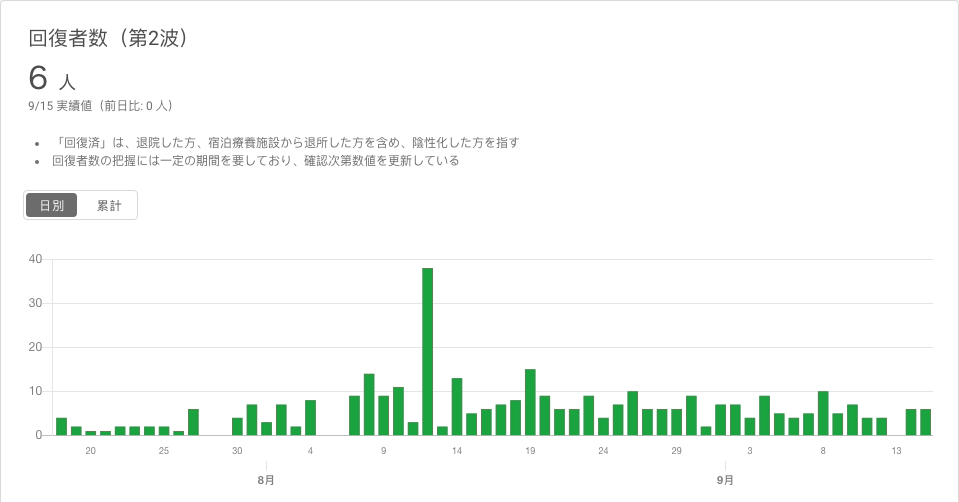 回復者数（第2波）
6 人
9/15 実績値（前日比: 0 人）
• 「回復済」は、退院した方、宿泊療養施設から退所した方を含め、陰性化した方を指す
• 回復者数の把握には一定の期間を要しており、確認次第数値を更新している
日別 累計
40
30
20
10
0
20 25 30 4 9 14 19 24 29 3 8 13
8月 9月